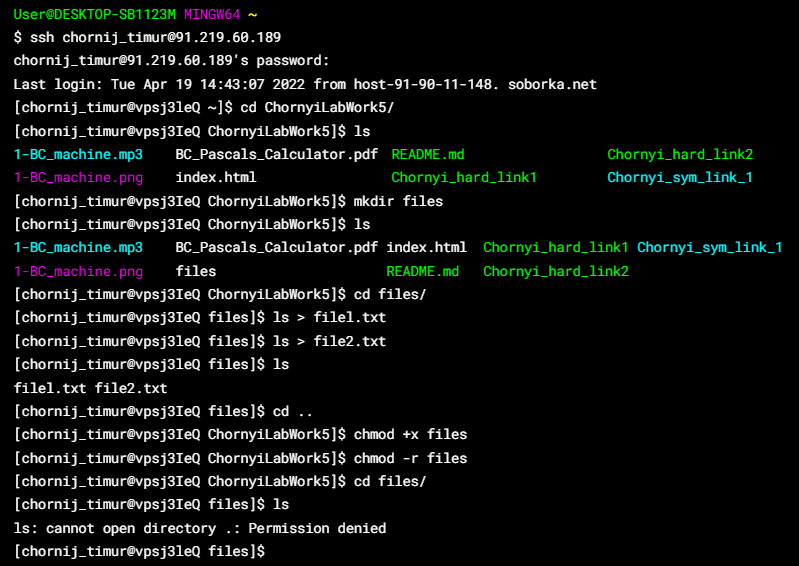 User@DESKTOP-SB1123M MINGW64 ~
$ ssh chornij_timur@91.219.60.189
chornij_timur@91.219.60.189's password:
Last login: Tue Apr 19 14:43:07 2022 from host-91-90-11-148. soborka.net
[chornij_timur@vpsj3leQ ~]$ cd ChornyiLabWork5/
[chornij_timur@vpsj3IeQ ChornyiLabWork5]$ ls
1-BC_machine.mp3 BC_Pascals_Calculator.pdf README.md Chornyi_hard_link2
1-BC_machine.png index.html Chornyi_hard_link1 Chornyi_sym_link_1
[chornij_timur@vpsj3IeQ ChornyiLabWork5]$ mkdir files
[chornij_timur@vpsj3IeQ ChornyiLabWork5]$ ls
1-BC_machine.mp3 BC_Pascals_Calculator.pdf index.html Chornyi_hard_link1 Chornyi_sym_link_1
1-BC_machine.png files README.md Chornyi_hard_link2
[chornij_timur@vpsj3IeQ ChornyiLabWork5]$ cd files/
[chornij_timur@vpsj3IeQ files]$ ls > filel.txt
[chornij_timur@vpsj3IeQ files]$ ls > file2.txt
[chornij_timur@vpsj3IeQ files]$ ls
filel.txt file2.txt
[chornij_timur@vpsj3IeQ files]$ cd ..
[chornij_timur@vpsj3IeQ ChornyiLabWork5]$ chmod +x files
[chornij_timur@vpsj3IeQ ChornyiLabWork5]$ chmod -r files
[chornij_timur@vpsj3IeQ ChornyiLabWork5]$ cd files/
[chornij_timur@vpsj3IeQ files]$ ls
ls: cannot open directory .: Permission denied
[chornij_timur@vpsj3leQ files]$